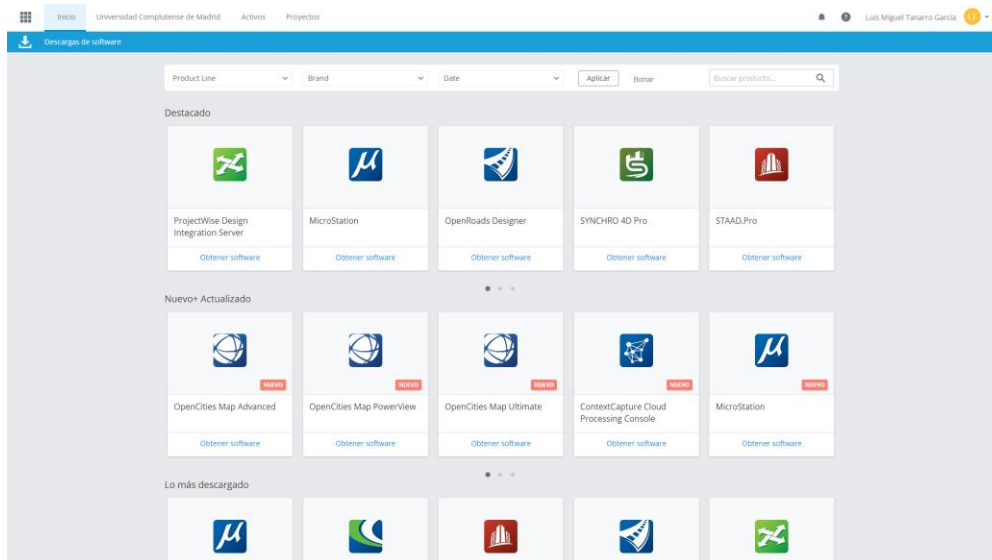 Inicio
Universidad Complutense de Madrid
Activos
Proyectos
Luis Miguel Tanarro Garcia
LT
Descargas de software
Product Line
Brand
Date
Aplicar
Borrar
Buscar producto...
Destacado
ProjectWise Design
Integration Server
MicroStation
OpenRoads Designer
SYNCHRO 4D Pro
STAAD.Pro
Obtener software
Obtener software
Obtener software
Obtener software
Obtener software
Nuevo+ Actualizado
NUEVO
NUEVO
NUEVO
NUEVO
NUEVO
OpenCities Map Advanced
OpenCities Map PowerView
OpenCities Map Ultimate
ContextCapture Cloud
Processing Console
MicroStation
Obtener software
Obtener software
Obtener software
Obtener software
Obtener software
Lo más descargado